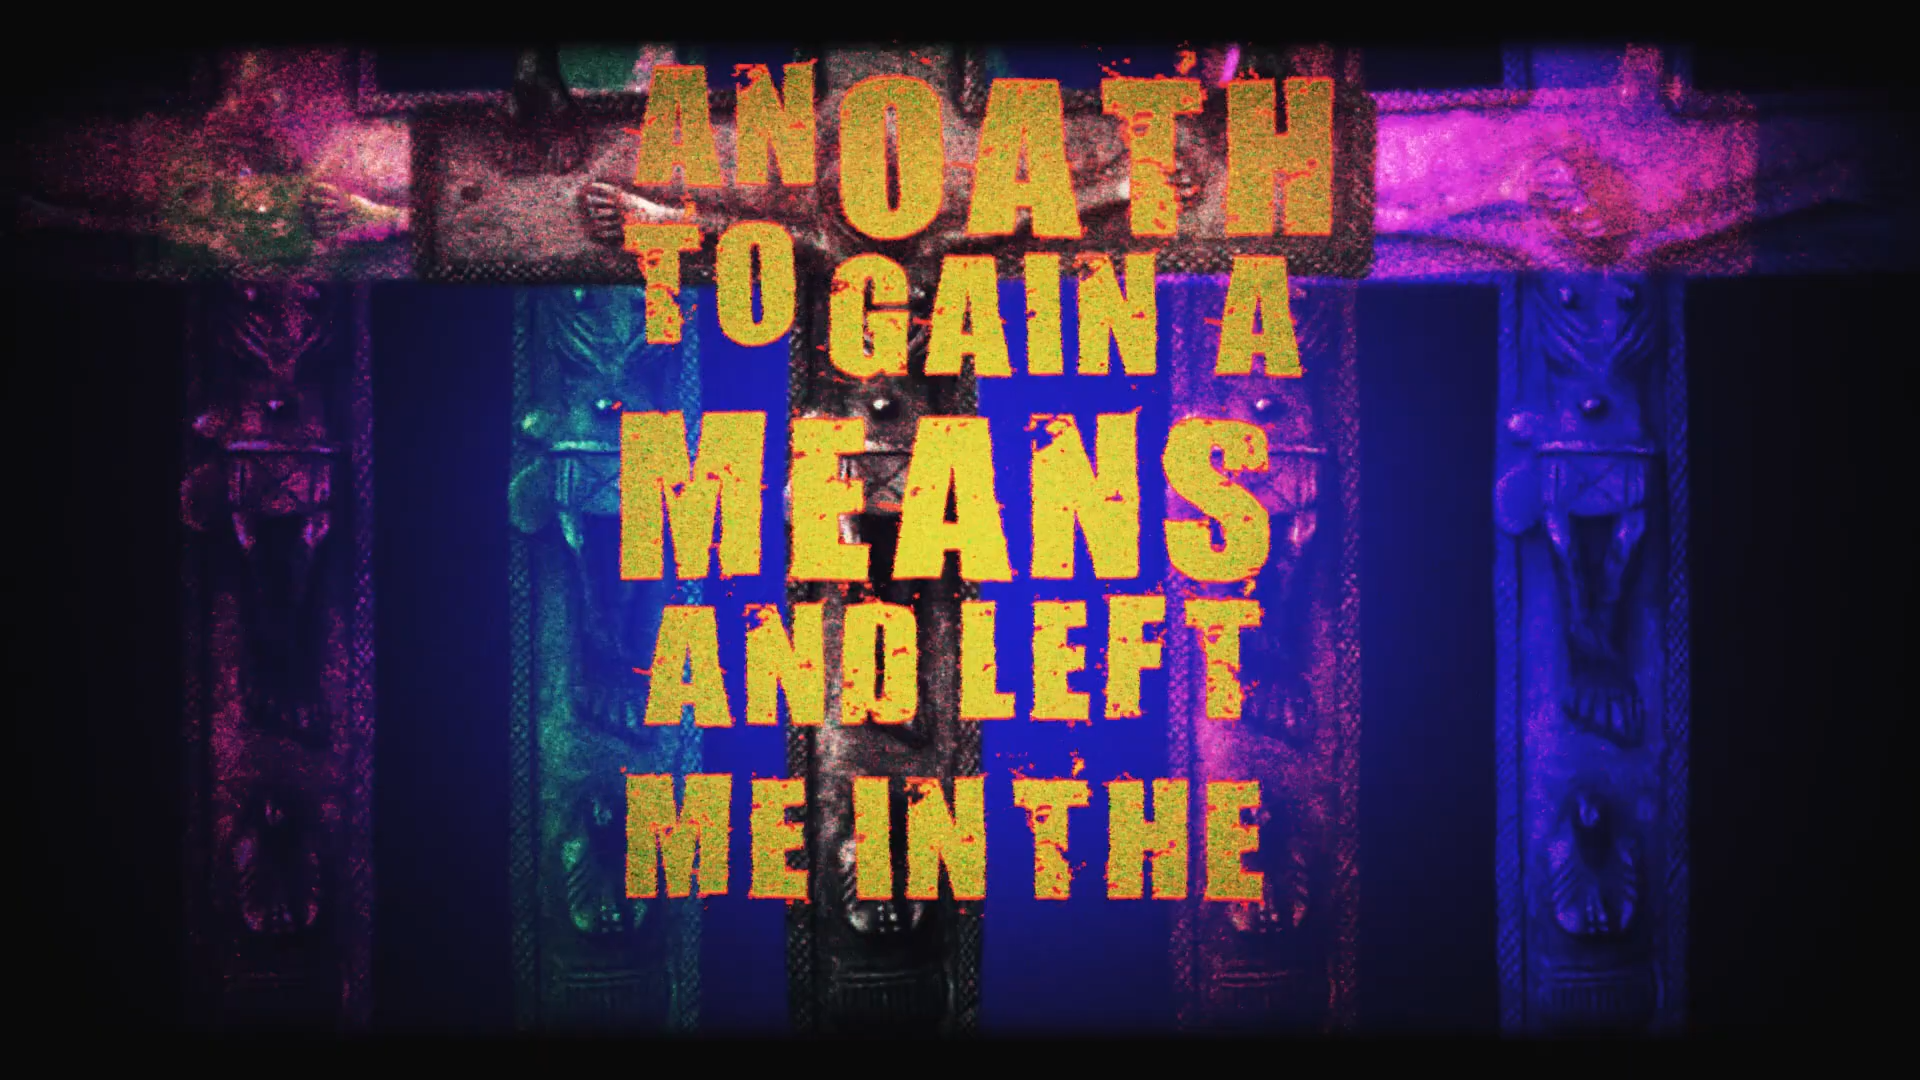 AN OATH
TO GAIN A
MEANS
AND LEFT
ME IN THE